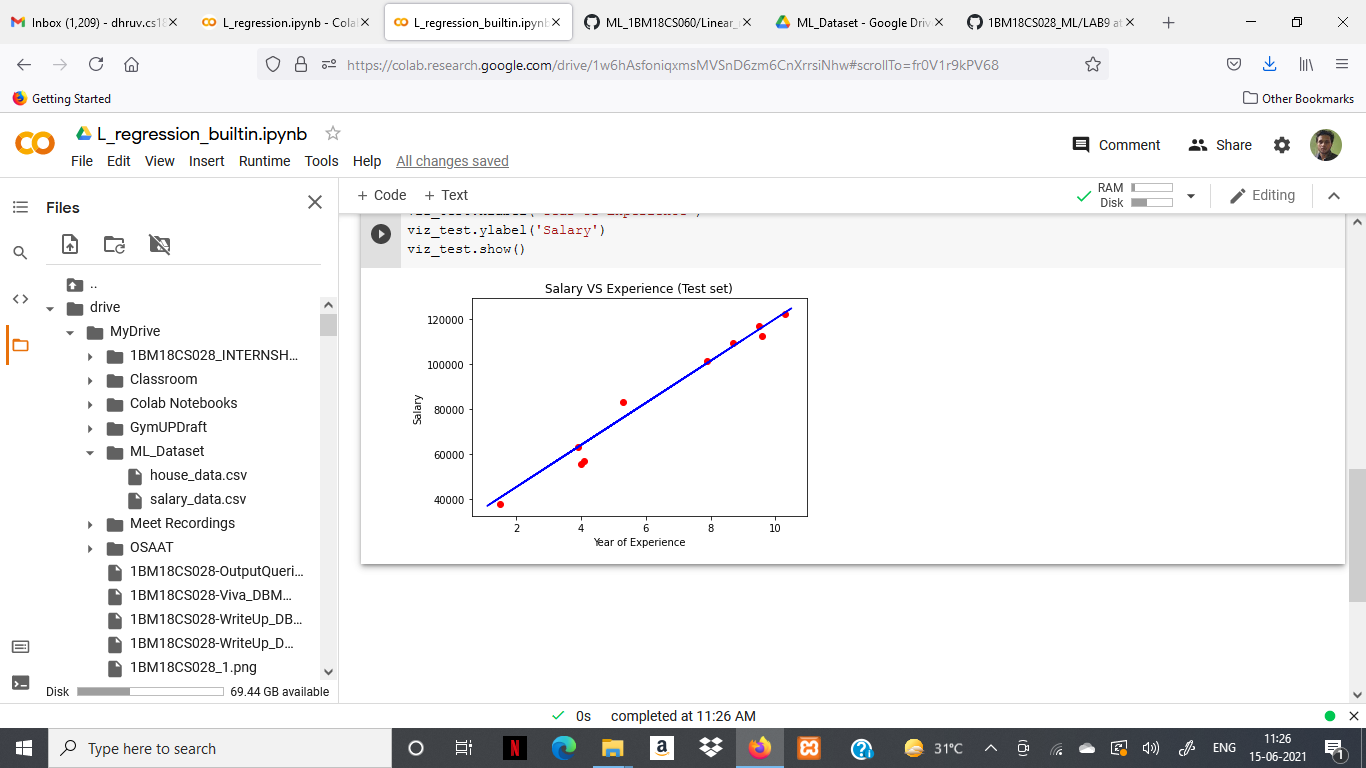 Inbox (1,209) - dhruv.cs18
L_regression.ipynb - Cola
L_regression_builtin.ipynb
ML_1BM18CS060/Linear_
ML_Dataset - Google Driv
1BM18CS028_ML/LAB9 at
https://colab.research.google.com/drive/1w6hAsfoniqxmsMVSnD6zm6CnXrrsiNhw#scrollTo=fr0V1r9kPV68
Getting Started
Other Bookmarks
L_regression_builtin.ipynb
Comment
Share
File Edit View Insert Runtime Tools Help All changes saved
Files
+ Code + Text
RAM
Disk
Editing
viz_test.ylabel('Salary')
viz_test.show()
..
drive
MyDrive
1BM18CS028_INTERNSH...
Classroom
Colab Notebooks
GymUPDraft
ML_Dataset
house_data.csv
salary_data.csv
Meet Recordings
OSAAT
1BM18CS028-OutputQueri...
1BM18CS028-Viva_DBM...
1BM18CS028-WriteUp_DB...
1BM18CS028-WriteUp_D...
1BM18CS028_1.png
Disk 69.44 GB available
Salary VS Experience (Test set)
120000
100000
80000
60000
40000
Salary
2 4 6 8 10
Year of Experience
0s completed at 11:26 AM
Type here to search
31°C
ENG
11:26
15-06-2021
1